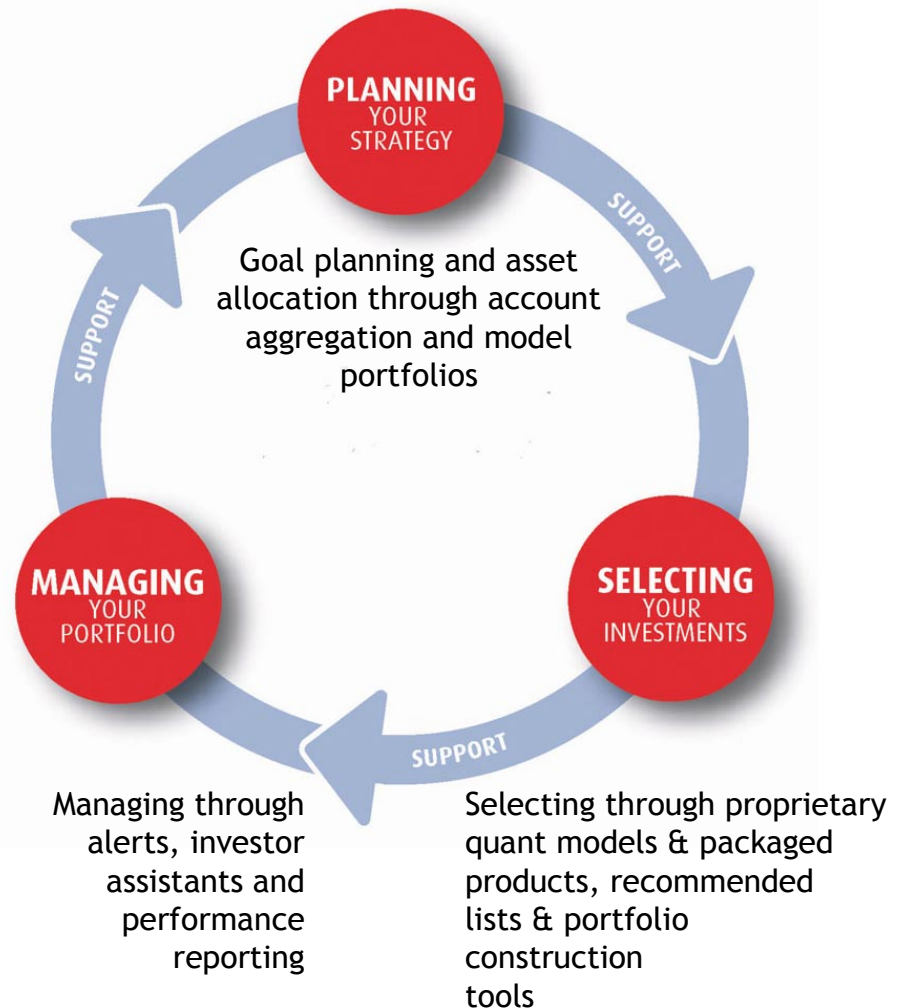 PLANNING
YOUR
STRATEGY
SUPPORT
Goal planning and asset
allocation through account
aggregation and model
portfolios
SUPPORT
MANAGING
YOUR
PORTFOLIO
SELECTING
YOUR
INVESTMENTS
SUPPORT
Managing through
alerts, investor
assistants and
performance
reporting
Selecting through proprietary
quant models & packaged
products, recommended
lists & portfolio
construction
tools